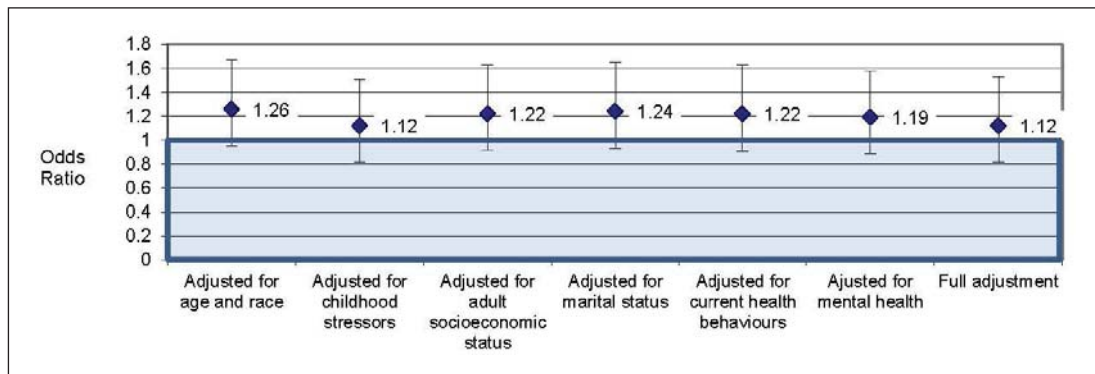 1.8
1.6
1.4
1.2
1
0.8
0.6
0.4
0.2
0
Odds
Ratio
1.26
1.12
1.22
1.24
1.22
1.19
1.12
Adjusted for
age and race
Adjusted for
childhood
stressors
Adjusted for
adult
socioeconomic
status
Adjusted for
marital status
Adjusted for
current health
behaviours
Ajusted for
mental health
Full adjustment